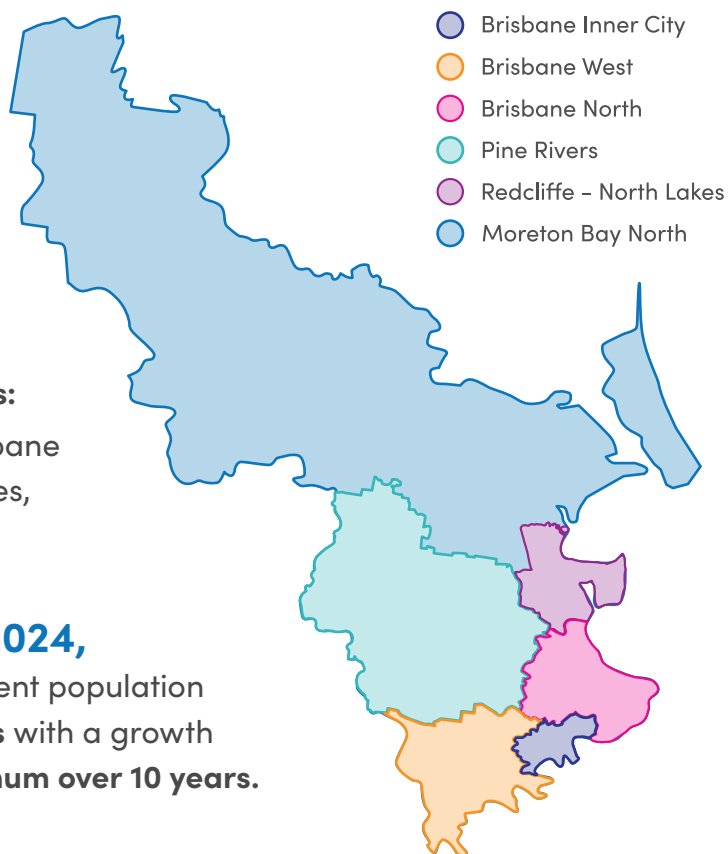 Brisbane Inner City
Brisbane West
Brisbane North
Pine Rivers
Redcliffe – North Lakes
Moreton Bay North
s:
bane
es,
024,
ent population
s with a growth
num over 10 years.